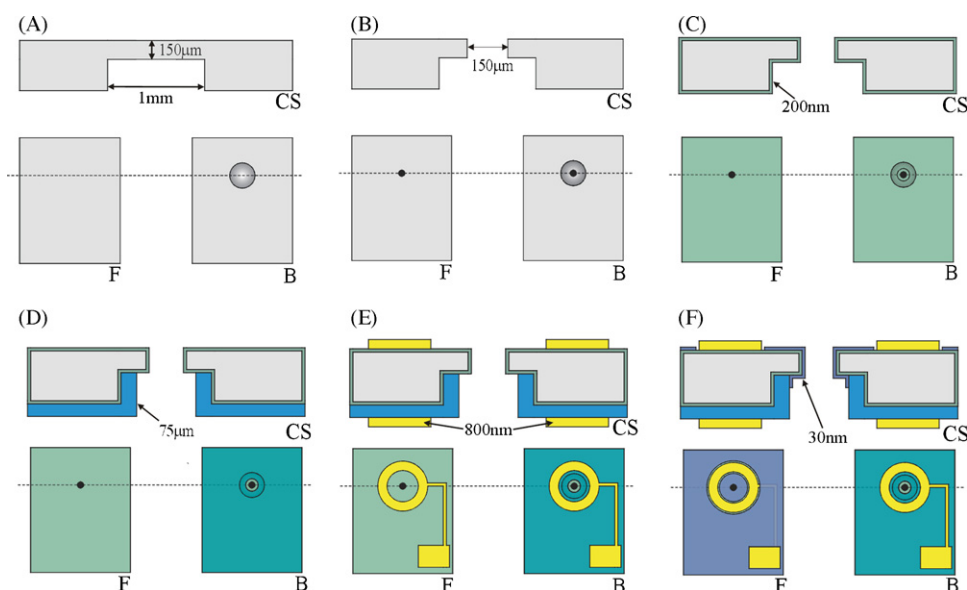 (A)
150μm
1mm
CS
F
B
(B)
150μm
CS
F
B
(C)
200nm
CS
F
B
(D)
75μm
CS
F
B
(E)
800nm
CS
F
B
(F)
30nm
CS
F
B